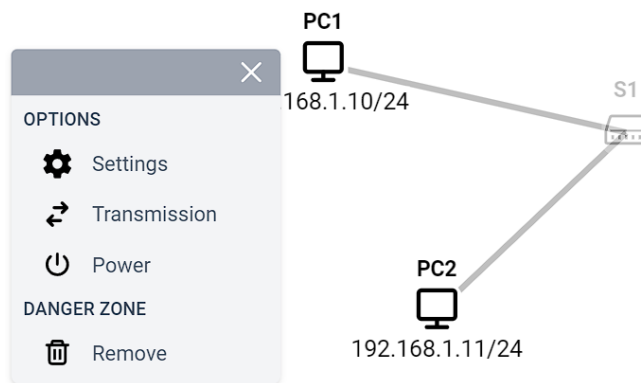 PC1
168.1.10/24
S1
OPTIONS
Settings
Transmission
Power
DANGER ZONE
Remove
PC2
192.168.1.11/24